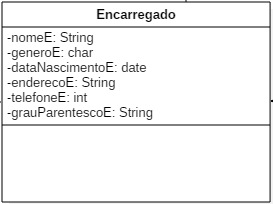 Encarregado
-nomeE: String
-generoE: char
-dataNascimentoE: date
-enderecoE: String
-telefoneE: int
-grauParentescoE: String